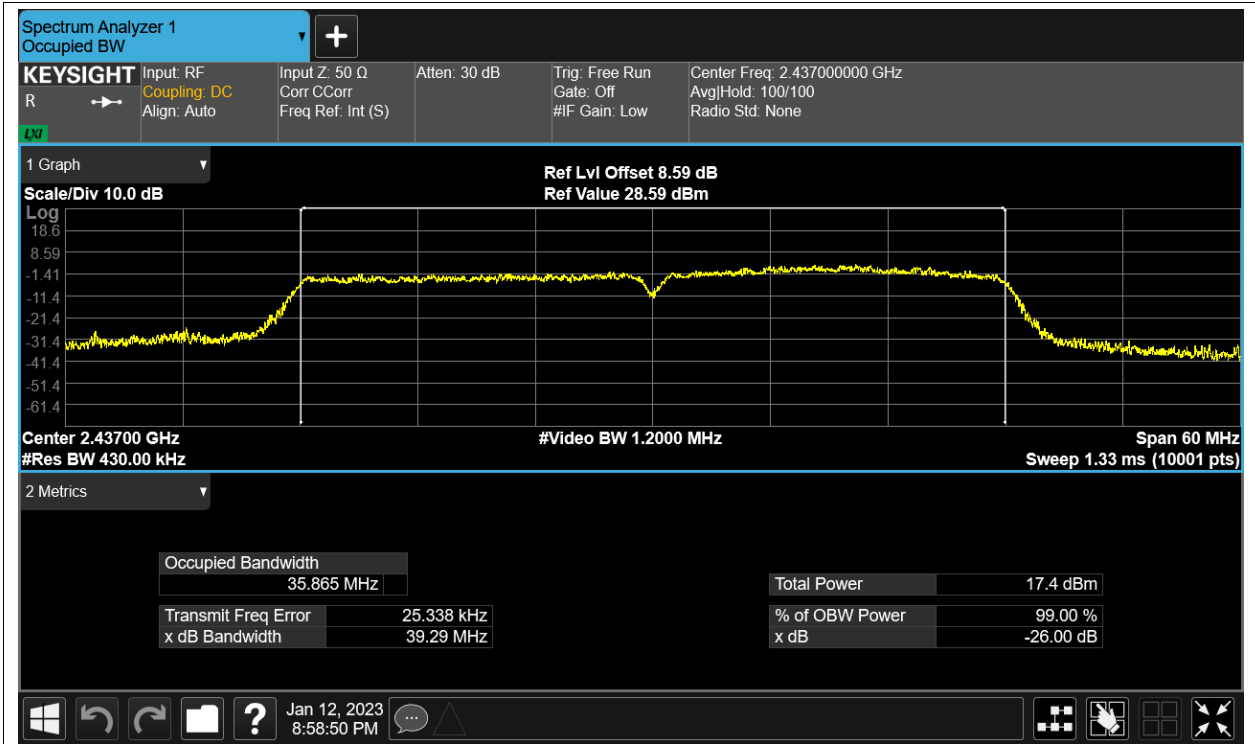 Spectrum Analyzer 1
Occupied BW
KEYSIGHT
R
LXI
Input: RF
Coupling: DC
Align: Auto
Input Z: 50 Ω
Corr CCorr
Freq Ref: Int (S)
Atten: 30 dB
Trig: Free Run
Gate: Off
#IF Gain: Low
Center Freq: 2.437000000 GHz
Avg|Hold: 100/100
Radio Std: None
1 Graph
Scale/Div 10.0 dB
Ref Lvl Offset 8.59 dB
Ref Value 28.59 dBm
Log
18.6
8.59
-1.41
-11.4
-21.4
-31.4
-41.4
-51.4
-61.4
Center 2.43700 GHz
#Res BW 430.00 kHz
#Video BW 1.2000 MHz
Span 60 MHz
Sweep 1.33 ms (10001 pts)
2 Metrics
Occupied Bandwidth
35.865 MHz
Transmit Freq Error 25.338 kHz
x dB Bandwidth 39.29 MHz
Total Power 17.4 dBm
% of OBW Power 99.00 %
x dB -26.00 dB
?
Jan 12, 2023
8:58:50 PM